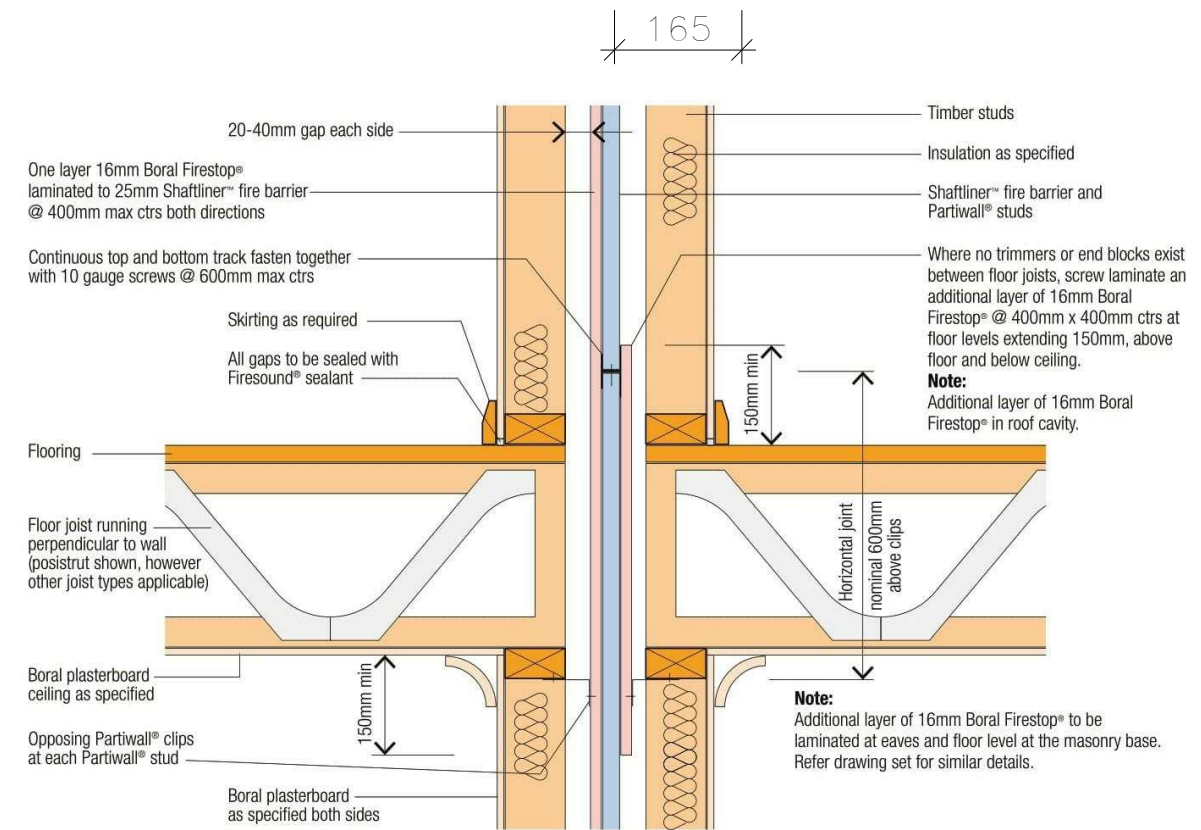 165
20-40mm gap each side
One layer 16mm Boral Firestop®
laminated to 25mm Shaftliner™ fire barrier
@ 400mm max ctrs both directions
Continuous top and bottom track fasten together
with 10 gauge screws @ 600mm max ctrs
Skirting as required
All gaps to be sealed with
Firesound® sealant
Flooring
Floor joist running
perpendicular to wall
(posistrut shown, however
other joist types applicable)
Boral plasterboard
ceiling as specified
Opposing Partiwall® clips
at each Partiwall® stud
Boral plasterboard
as specified both sides
150mm min
Timber studs
Insulation as specified
Shaftliner™ fire barrier and
Partiwall® studs
Where no trimmers or end blocks exist
between floor joists, screw laminate an
additional layer of 16mm Boral
Firestop® @ 400mm x 400mm ctrs at
floor levels extending 150mm, above
floor and below ceiling.
Note:
Additional layer of 16mm Boral
Firestop® in roof cavity.
150mm min
Horizontal joint
nominal 600mm
above clips
Note:
Additional layer of 16mm Boral Firestop® to be
laminated at eaves and floor level at the masonry base.
Refer drawing set for similar details.